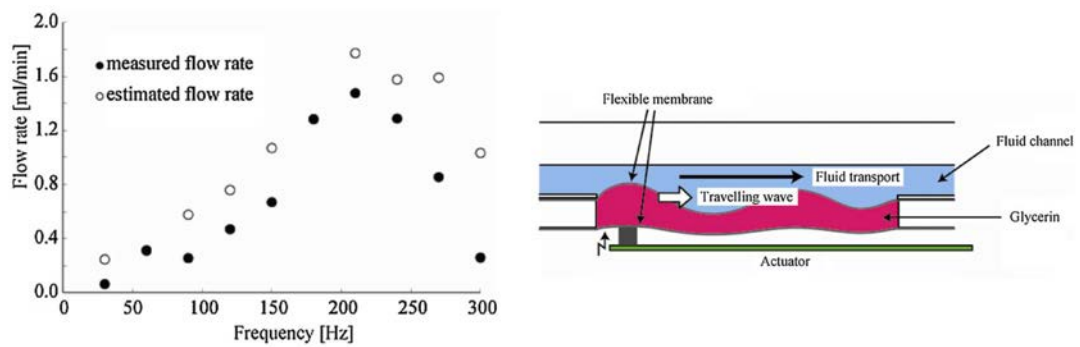 2.0
1.6
1.2
0.8
0.4
0.0
Flow rate [ml/min]
measured flow rate
estimated flow rate
0
50
100
150
200
250
300
Frequency [Hz]
Flexible membrane
Fluid channel
Fluid transport
Travelling wave
Glycerin
Actuator